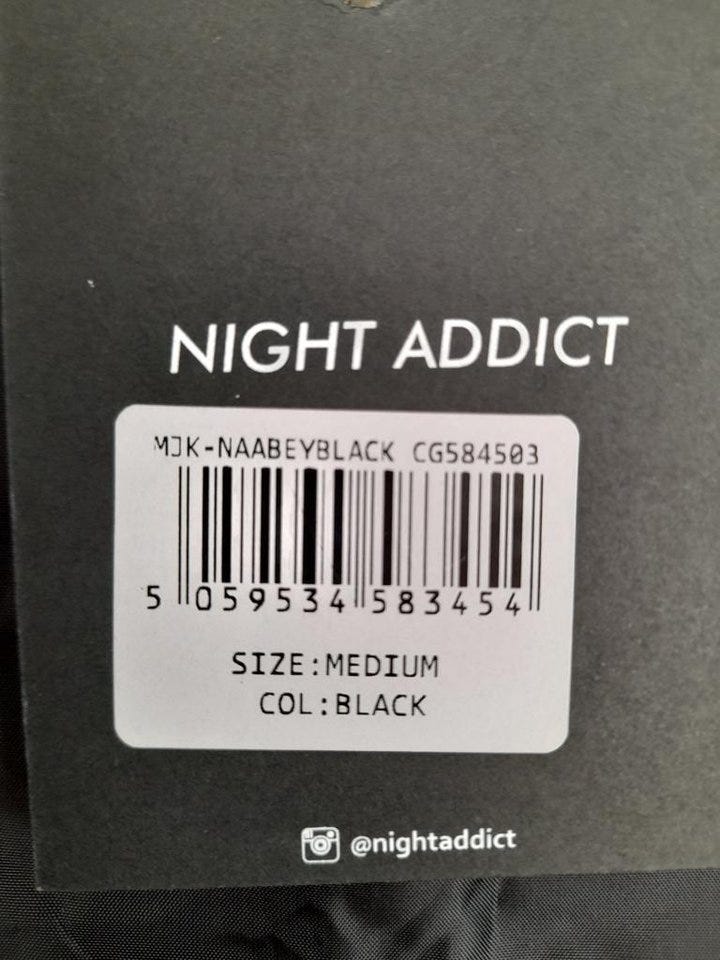 NIGHT ADDICT
MJK-NAABEYBLACK CG584503
5 059534 583454
SIZE:MEDIUM
COL:BLACK
@nightaddict